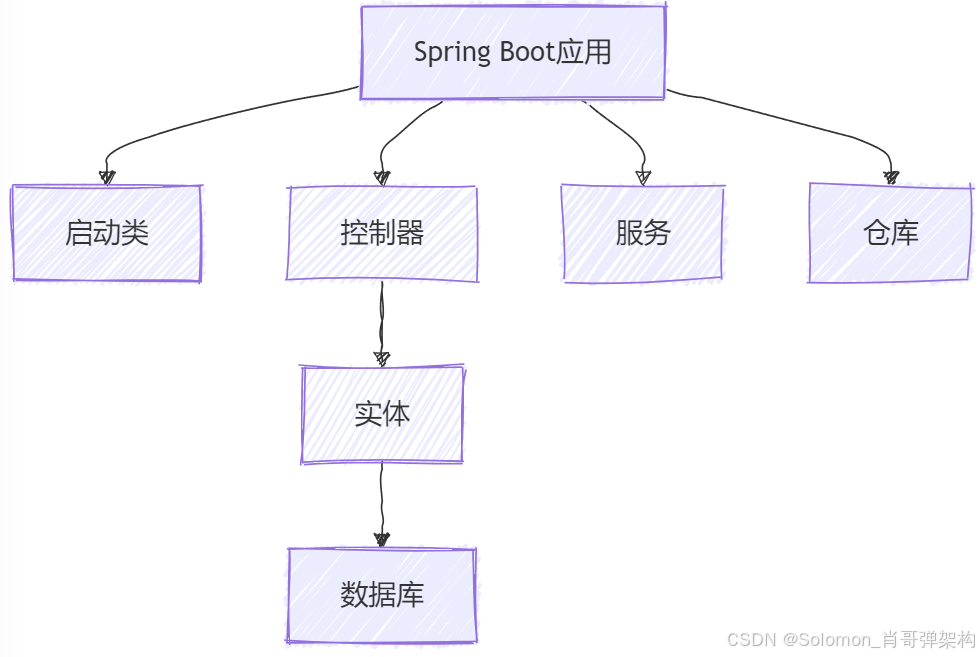 Spring Boot应用
启动类
控制器
服务
仓库
实体
数据库
CSDN @Solomon_肖哥弹架构